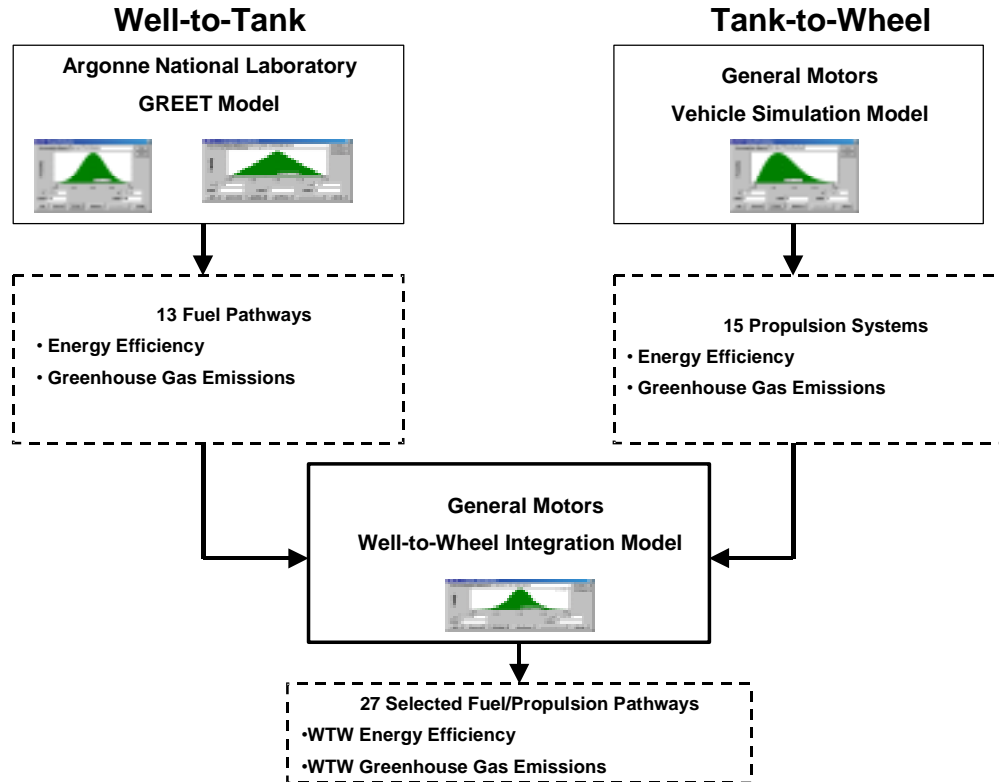 Well-to-Tank
Tank-to-Wheel
Argonne National Laboratory
GREET Model
General Motors
Vehicle Simulation Model
13 Fuel Pathways
• Energy Efficiency
• Greenhouse Gas Emissions
15 Propulsion Systems
• Energy Efficiency
• Greenhouse Gas Emissions
General Motors
Well-to-Wheel Integration Model
27 Selected Fuel/Propulsion Pathways
•WTW Energy Efficiency
•WTW Greenhouse Gas Emissions